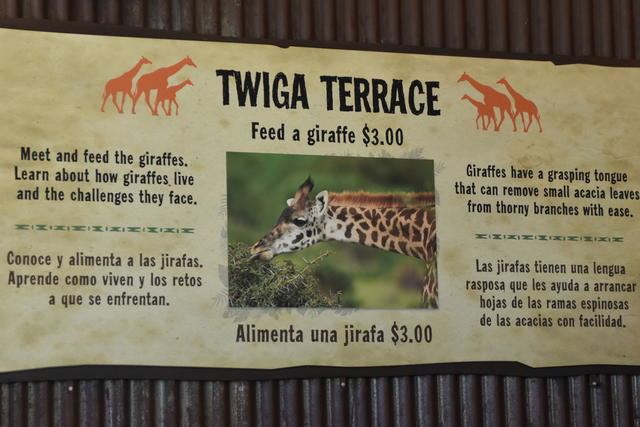 TWIGA TERRACE
Feed a giraffe $3.00
Meet and feed the giraffes.
Learn about how giraffes live
and the challenges they face.
Conoce y alimenta a las jirafas.
Aprende como viven y los retos
a que se enfrentan.
Alimenta una jirafa $3.00
Giraffes have a grasping tongue
that can remove small acacia leaves
from thorny branches with ease.
Las jirafas tienen una lengua
rasposa que les ayuda a arrancar
hojas de las ramas espinosas
de las acacias con facilidad.